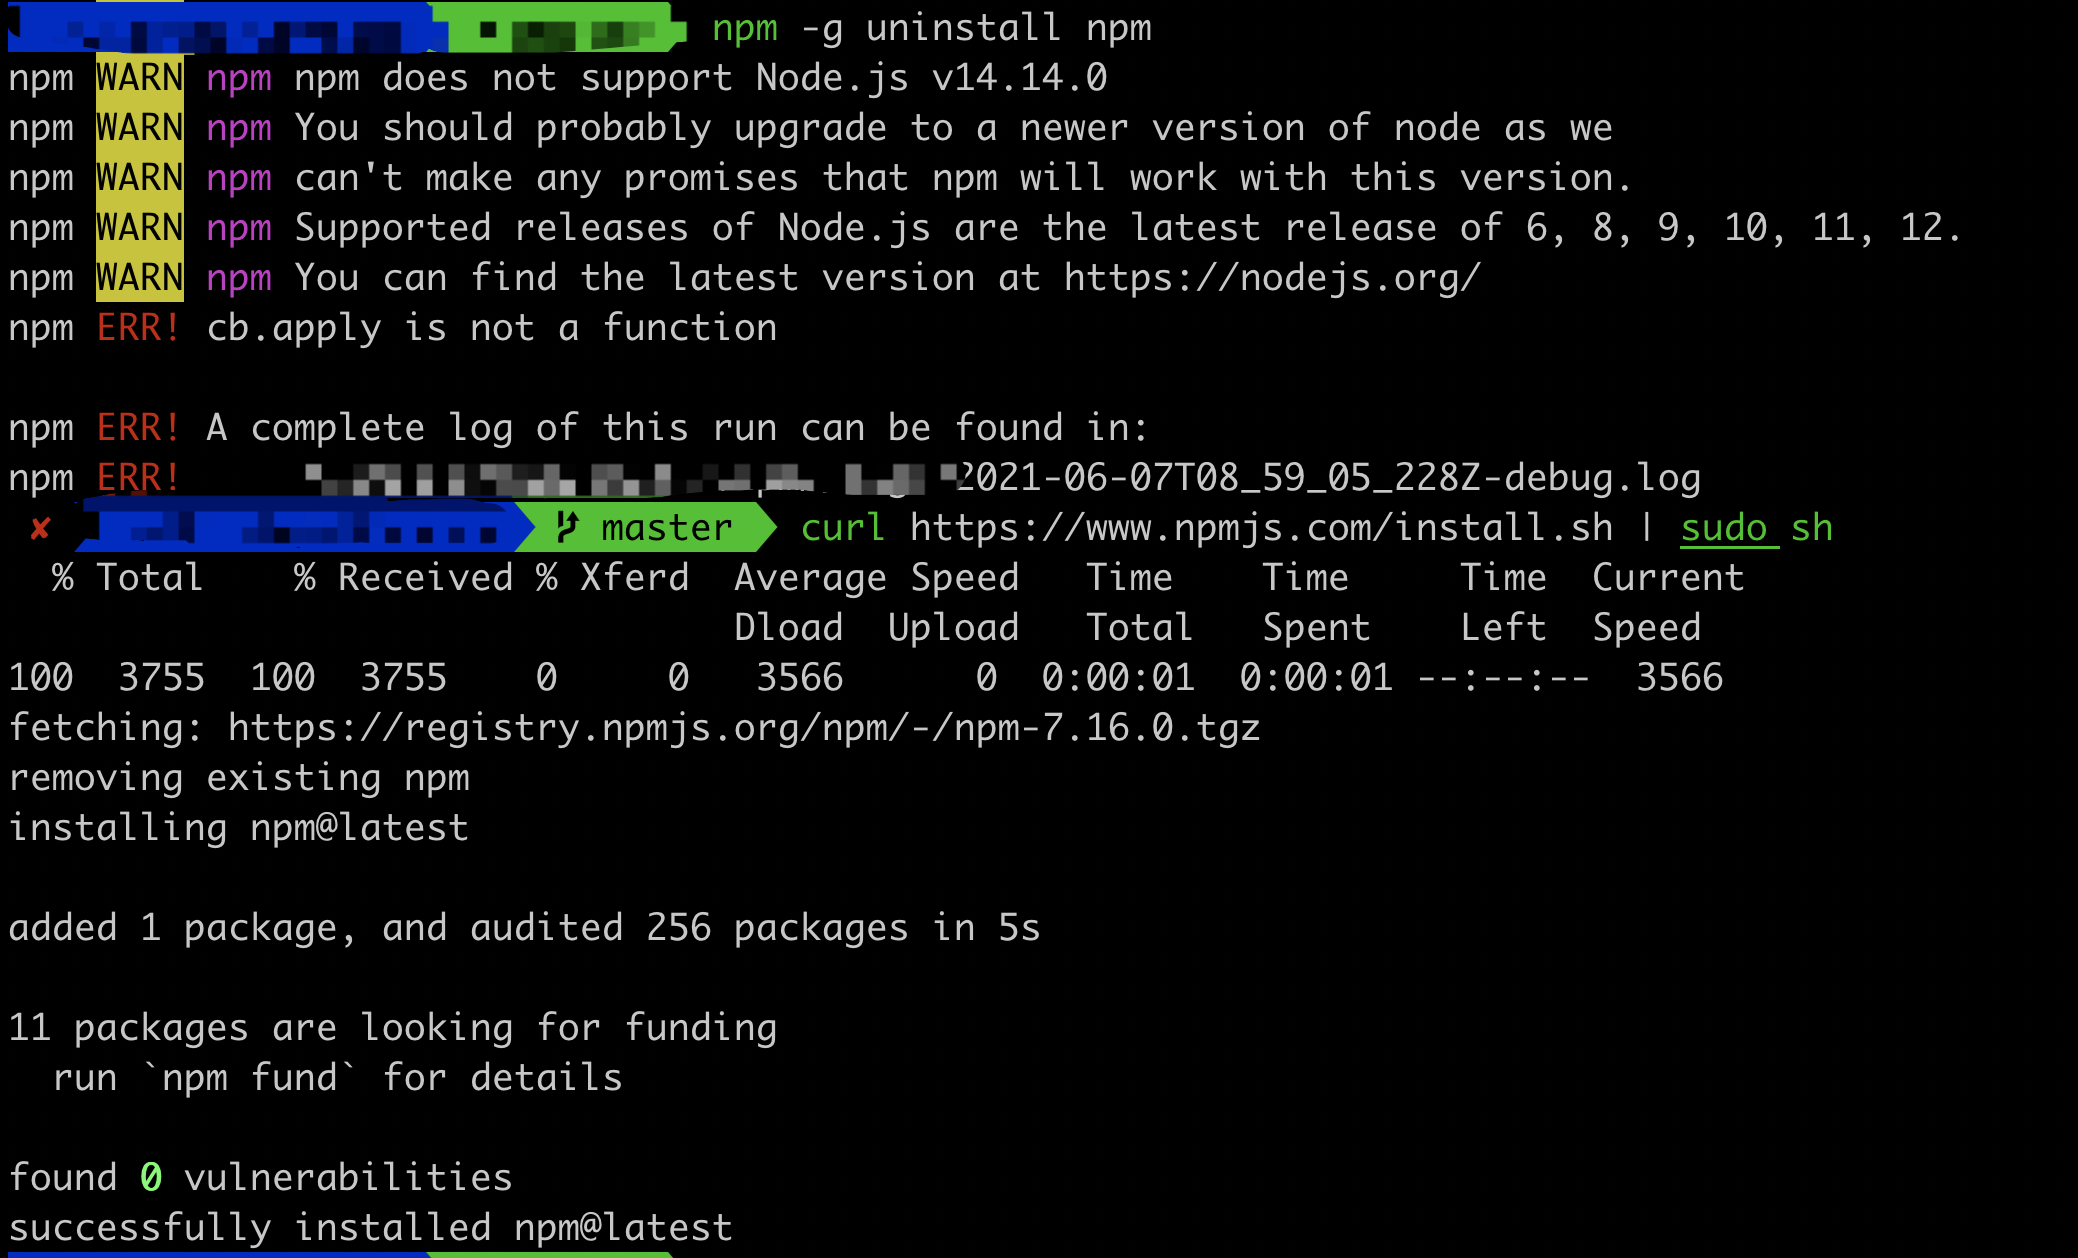 npm -g uninstall npm
npm WARN npm npm does not support Node.js v14.14.0
npm WARN npm You should probably upgrade to a newer version of node as we
npm WARN npm can't make any promises that npm will work with this version.
npm WARN npm Supported releases of Node.js are the latest release of 6, 8, 9, 10, 11, 12.
npm WARN npm You can find the latest version at https://nodejs.org/
npm ERR! cb.apply is not a function
npm ERR! A complete log of this run can be found in:
npm ERR! 2021-06-07T08_59_05_228Z-debug.log
✘ master curl https://www.npmjs.com/install.sh | sudo sh
% Total % Received % Xferd Average Speed Time Time Time Current
Dload Upload Total Spent Left Speed
100 3755 100 3755 0 0 3566 0 0:00:01 0:00:01 --:--:-- 3566
fetching: https://registry.npmjs.org/npm/-/npm-7.16.0.tgz
removing existing npm
installing npm@latest
added 1 package, and audited 256 packages in 5s
11 packages are looking for funding
run `npm fund` for details
found 0 vulnerabilities
successfully installed npm@latest